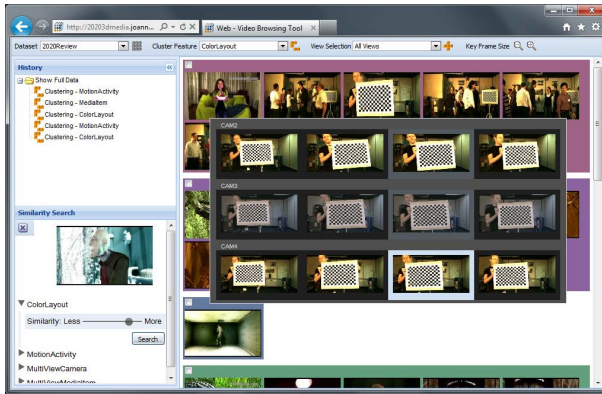 http://20203dmedia.joann...
Web - Video Browsing Tool
Dataset 2020Review Cluster Feature ColorLayout View Selection All Views Key Frame Size
History
Show Full Data
Clustering - MotionActivity
Clustering - MediaItem
Clustering - ColorLayout
Clustering - MotionActivity
Clustering - ColorLayout
CAM2
CAM3
CAM4
Similarity Search
ColorLayout
Similarity: Less More
Search
MotionActivity
MultiViewCamera
MultiViewMediaItem